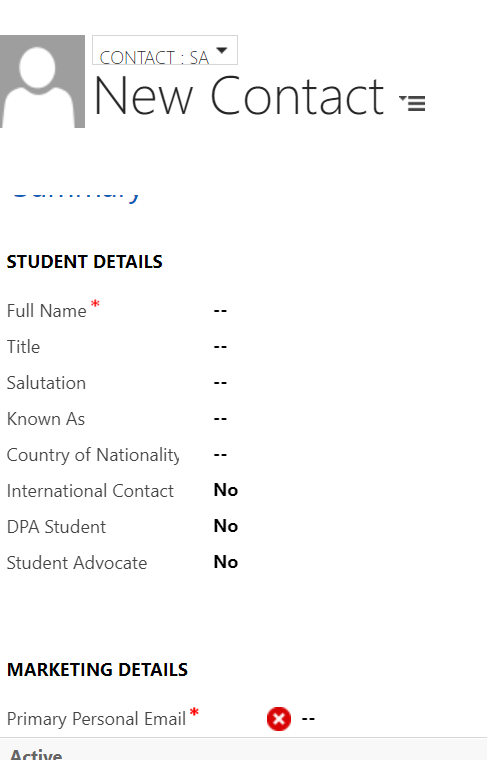 CONTACT : SA
New Contact
Summary
STUDENT DETAILS
Full Name * --
Title --
Salutation --
Known As --
Country of Nationality --
International Contact No
DPA Student No
Student Advocate No
MARKETING DETAILS
Primary Personal Email * --
Active